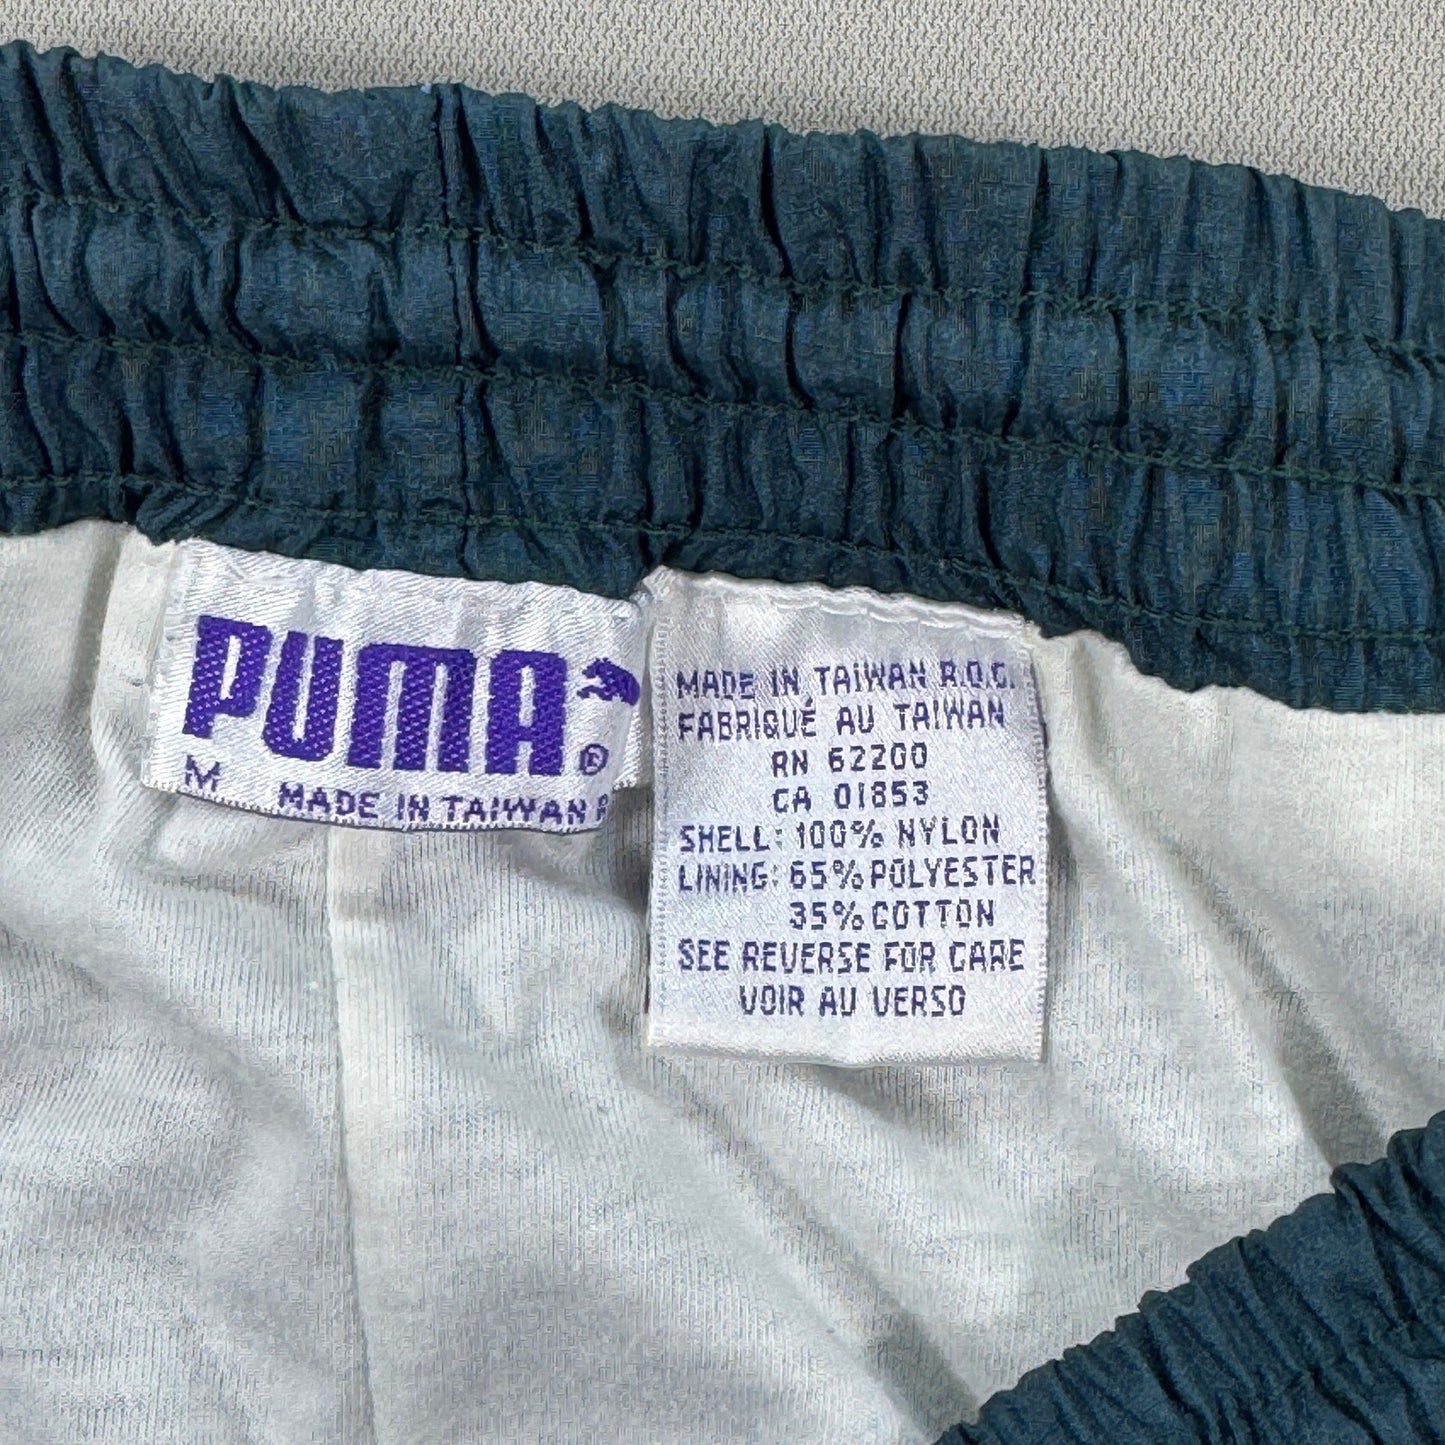 PUMA
®
M MADE IN TAIWAN R
MADE IN TAIWAN R.O.C.
FABRIQUÉ AU TAIWAN
RN 62200
CA 01853
SHELL: 100% NYLON
LINING: 65% POLYESTER
35% COTTON
SEE REVERSE FOR CARE
VOIR AU VERSO